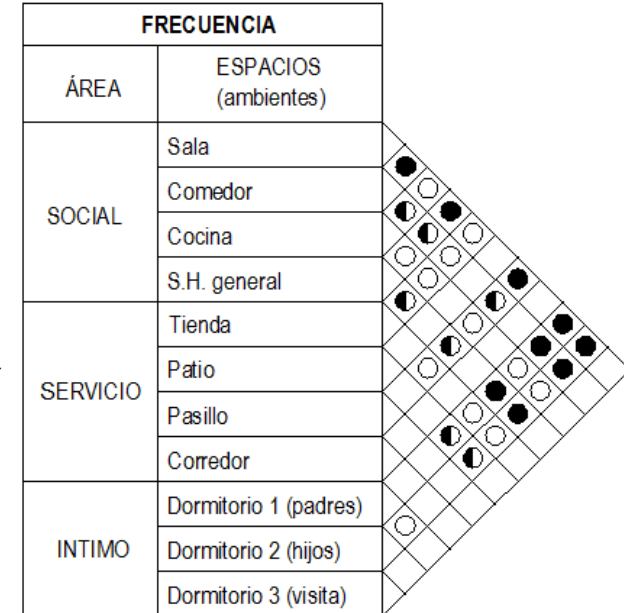 FRECUENCIA
ÁREA
ESPACIOS
(ambientes)
SOCIAL
Sala
Comedor
Cocina
S.H. general
SERVICIO
Tienda
Patio
Pasillo
Corredor
INTIMO
Dormitorio 1 (padres)
Dormitorio 2 (hijos)
Dormitorio 3 (visita)